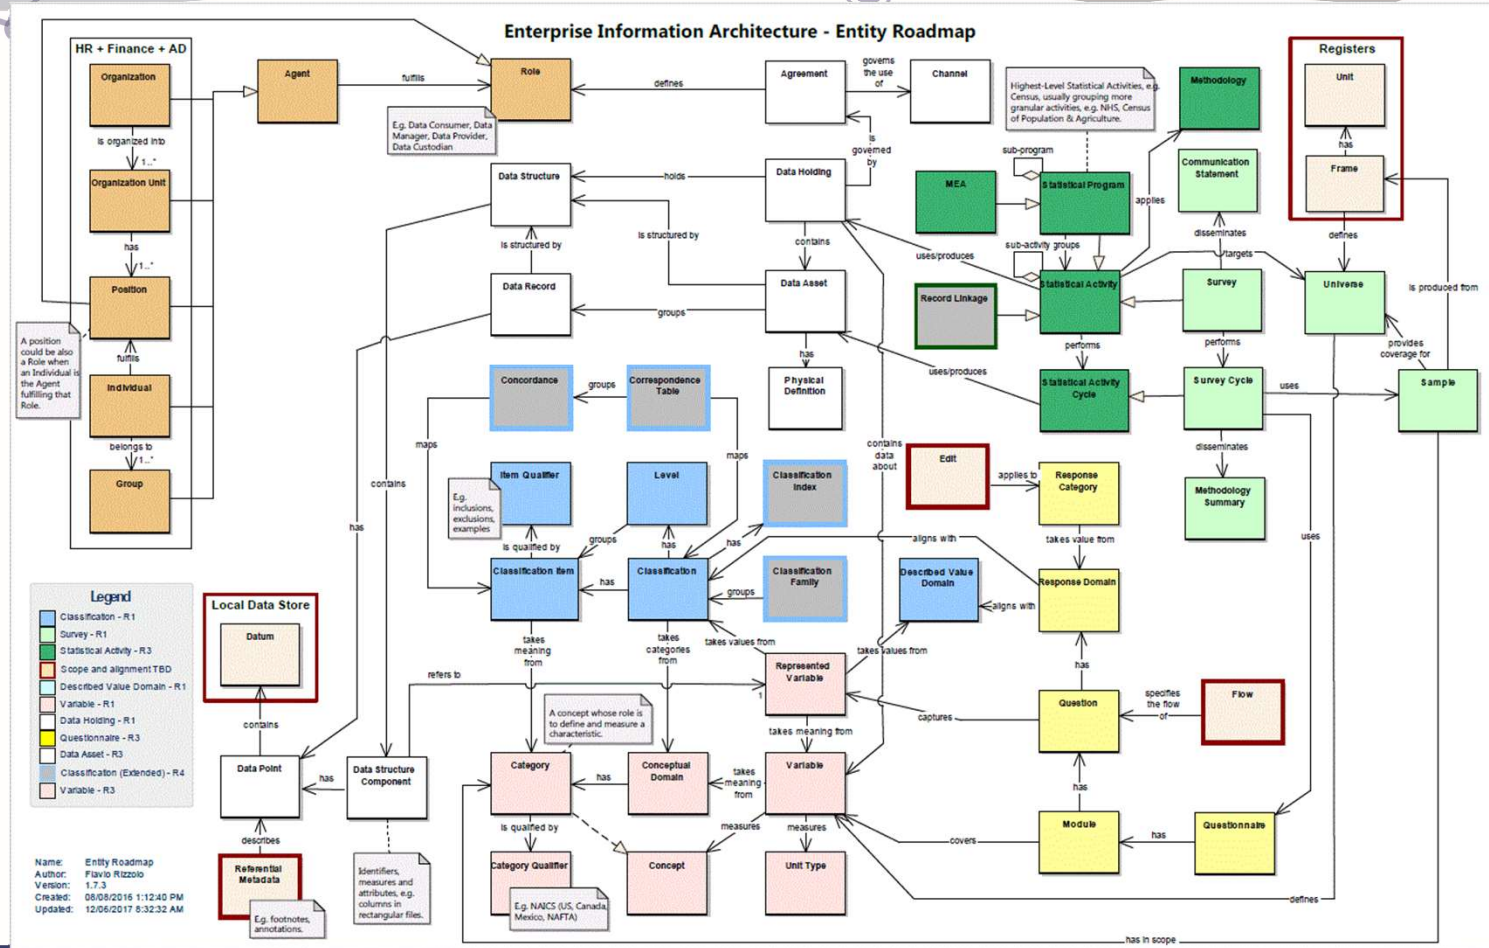 Enterprise Information Architecture - Entity Roadmap
HR + Finance + AD
Organization
is organized into
1..*
Organization Unit
has
1..*
Position
fulfils
Individual
belongs to
1..*
Group
A position
could be also
a Role when
an Individual is
the Agent
fulfilling that
Role.
Agent
fulfils
Role
E.g. Data Consumer, Data
Manager, Data Provider,
Data Custodian
defines
Agreement
governs
the use
of
Channel
is
governed
by
Data Structure
holds
Data Holding
is structured by
is structured by
contains
Data Record
groups
Data Asset
has
Physical
Definition
uses/produces
uses/produces
Highest-Level Statistical Activities, e.g.
Census, usually grouping more
granular activities, e.g. NHS, Census
of Population & Agriculture.
sub-program
MEA
Statistical Program
sub-activity groups
Record Linkage
Statistical Activity
performs
Statistical Activity
Cycle
Methodology
applies
Communication
Statement
disseminates
targets
Survey
performs
Survey Cycle
disseminates
Methodology
Summary
uses
uses
Registers
Unit
has
Frame
defines
Universe
is produced from
provides
coverage for
Sample
Concordance
groups
Correspondence
Table
maps
maps
Item Qualifier
E.g.
inclusions,
exclusions,
examples
is qualified by
Level
groups
has
has
Classification
Index
Classification Item
has
Classification
groups
Classification
Family
contains
data
about
Edit
applies to
Response
Category
takes value from
aligns with
Described Value
Domain
aligns with
Response Domain
has
takes
meaning
from
takes
categories
from
takes values from
takes values from
Represented
Variable
1
refers to
captures
Question
specifies
the flow
of
Flow
has
takes meaning from
A concept whose role is
to define and measure a
characteristic.
Category
has
Conceptual
Domain
takes
meaning
from
Variable
is qualified by
measures
measures
Category Qualifier
E.g. NAICS (US, Canada,
Mexico, NAFTA)
Concept
Unit Type
covers
Module
has
Questionnaire
defines
has in scope
contains
has
Local Data Store
Datum
contains
Data Point
has
Data Structure
Component
describes
Referential
Metadata
E.g. footnotes,
annotations.
Identifiers,
measures and
attributes, e.g.
columns in
rectangular files.
Legend
Classification - R1
Survey - R1
Statistical Activity - R3
Scope and alignment TBD
Described Value Domain - R1
Variable - R1
Data Holding - R1
Questionnaire - R3
Data Asset - R3
Classification (Extended) - R4
Variable - R3
Name: Entity Roadmap
Author: Flavio Rizzolo
Version: 1.7.3
Created: 08/08/2016 1:12:40 PM
Updated: 12/06/2017 8:32:32 AM